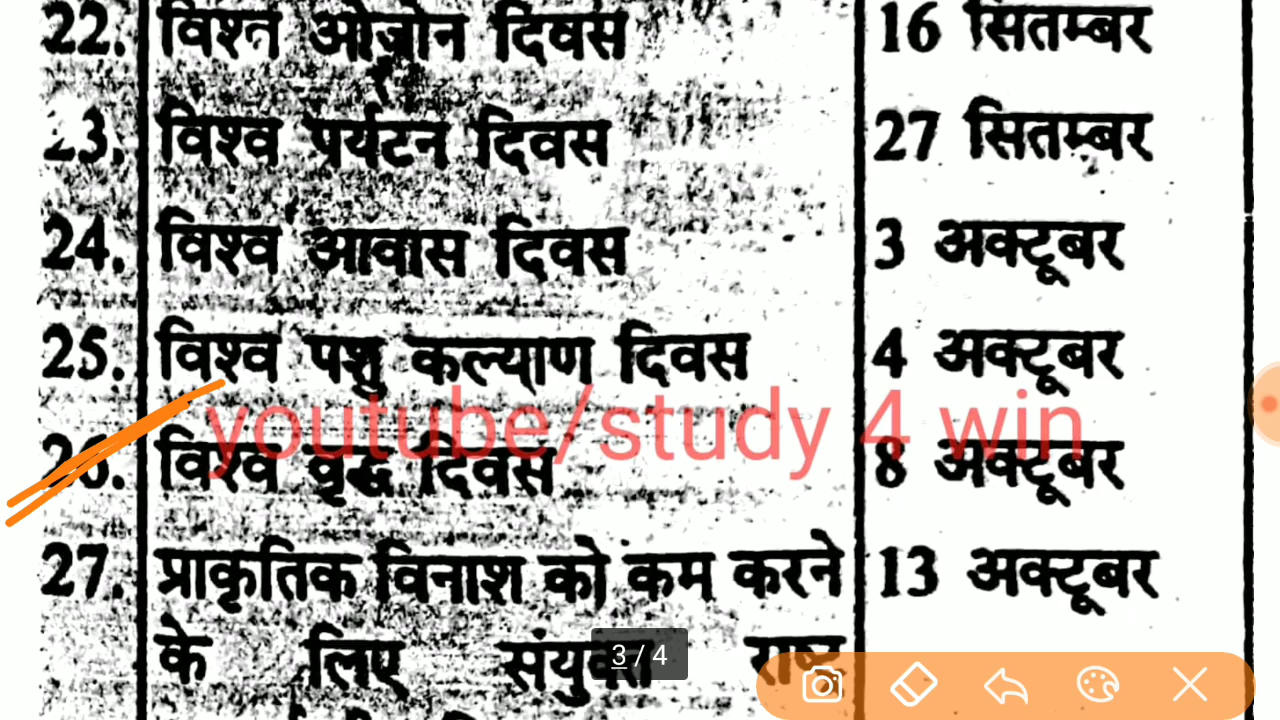 22. विश्व ओज़ोन दिवस 16 सितम्बर
23. विश्व पर्यटन दिवस 27 सितम्बर
24. विश्व आवास दिवस 3 अक्टूबर
25. विश्व पशु कल्याण दिवस 4 अक्टूबर
youtube/study 4 win
26. विश्व वृद्ध दिवस 8 अक्टूबर
27. प्राकृतिक विनाश को कम करने 13 अक्टूबर
के लिए संयुक्त राष्ट्र
3 / 4